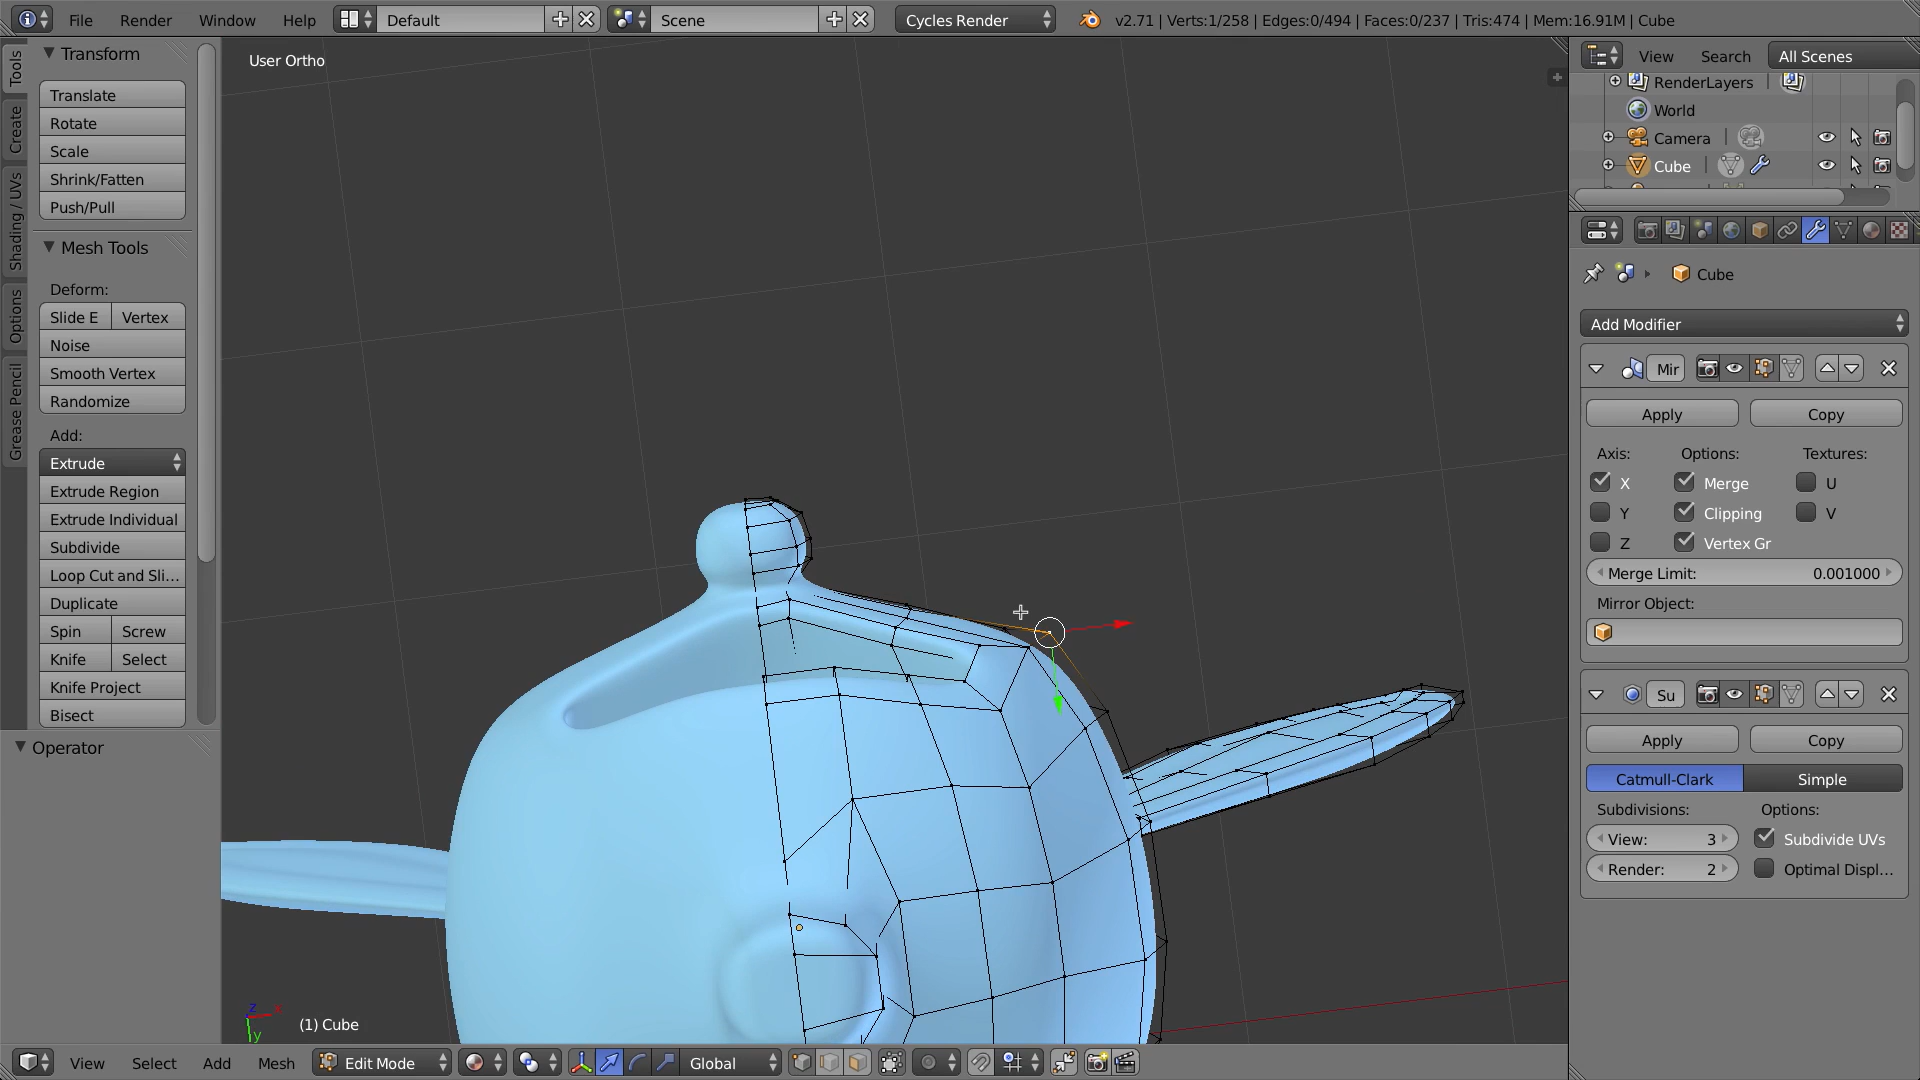 File Render Window Help Default Scene Cycles Render v2.71 | Verts:1/258 | Edges:0/494 | Faces:0/237 | Tris:474 | Mem:16.91M | Cube
Tools
Create
Shading / UVs
Options
Grease Pencil
Transform
Translate
Rotate
Scale
Shrink/Fatten
Push/Pull
Mesh Tools
Deform:
Slide E Vertex
Noise
Smooth Vertex
Randomize
Add:
Extrude
Extrude Region
Extrude Individual
Subdivide
Loop Cut and Sli...
Duplicate
Spin Screw
Knife Select
Knife Project
Bisect
Operator
User Ortho
z x
y
(1) Cube
View Select Add Mesh Edit Mode Global
View Search All Scenes
RenderLayers
World
Camera
Cube
Cube
Add Modifier
Mir
Apply Copy
Axis: Options: Textures:
X Merge U
Y Clipping V
Z Vertex Gr
Merge Limit: 0.001000
Mirror Object:
Su
Apply Copy
Catmull-Clark Simple
Subdivisions: Options:
View: 3 Subdivide UVs
Render: 2 Optimal Displ...